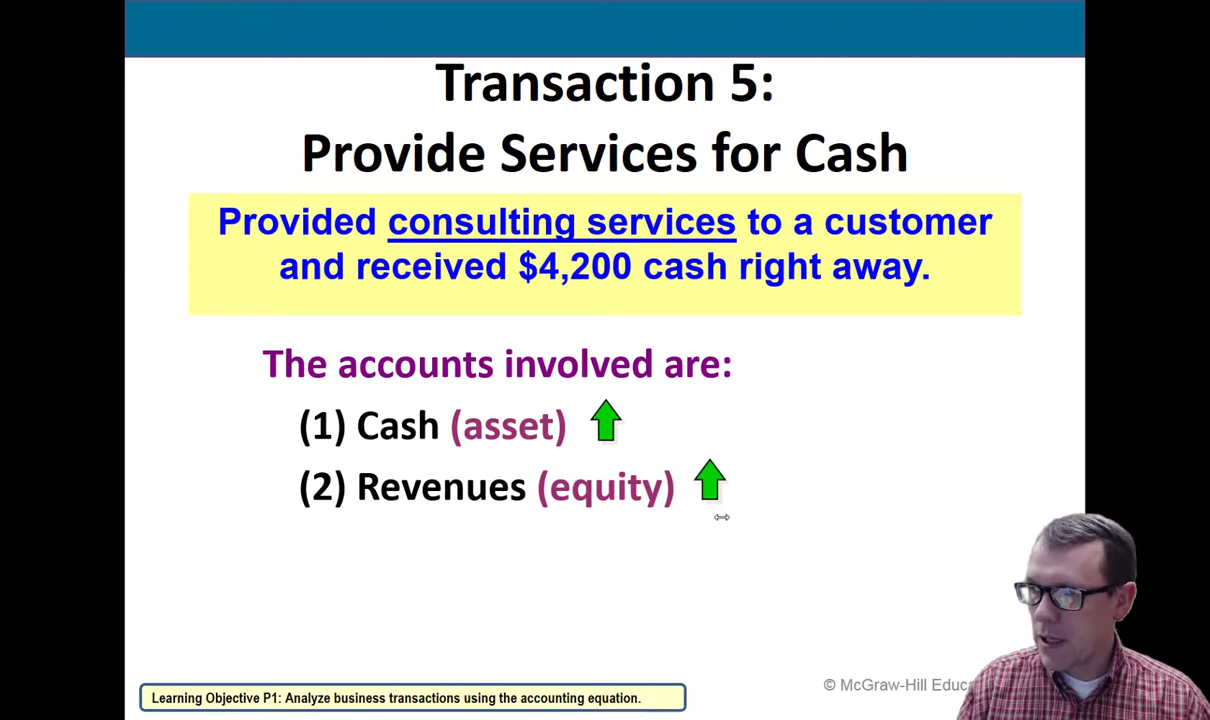 Transaction 5:
Provide Services for Cash
Provided consulting services to a customer
and received $4,200 cash right away.
The accounts involved are:
(1) Cash (asset)
(2) Revenues (equity)
Learning Objective P1: Analyze business transactions using the accounting equation.
© McGraw-Hill